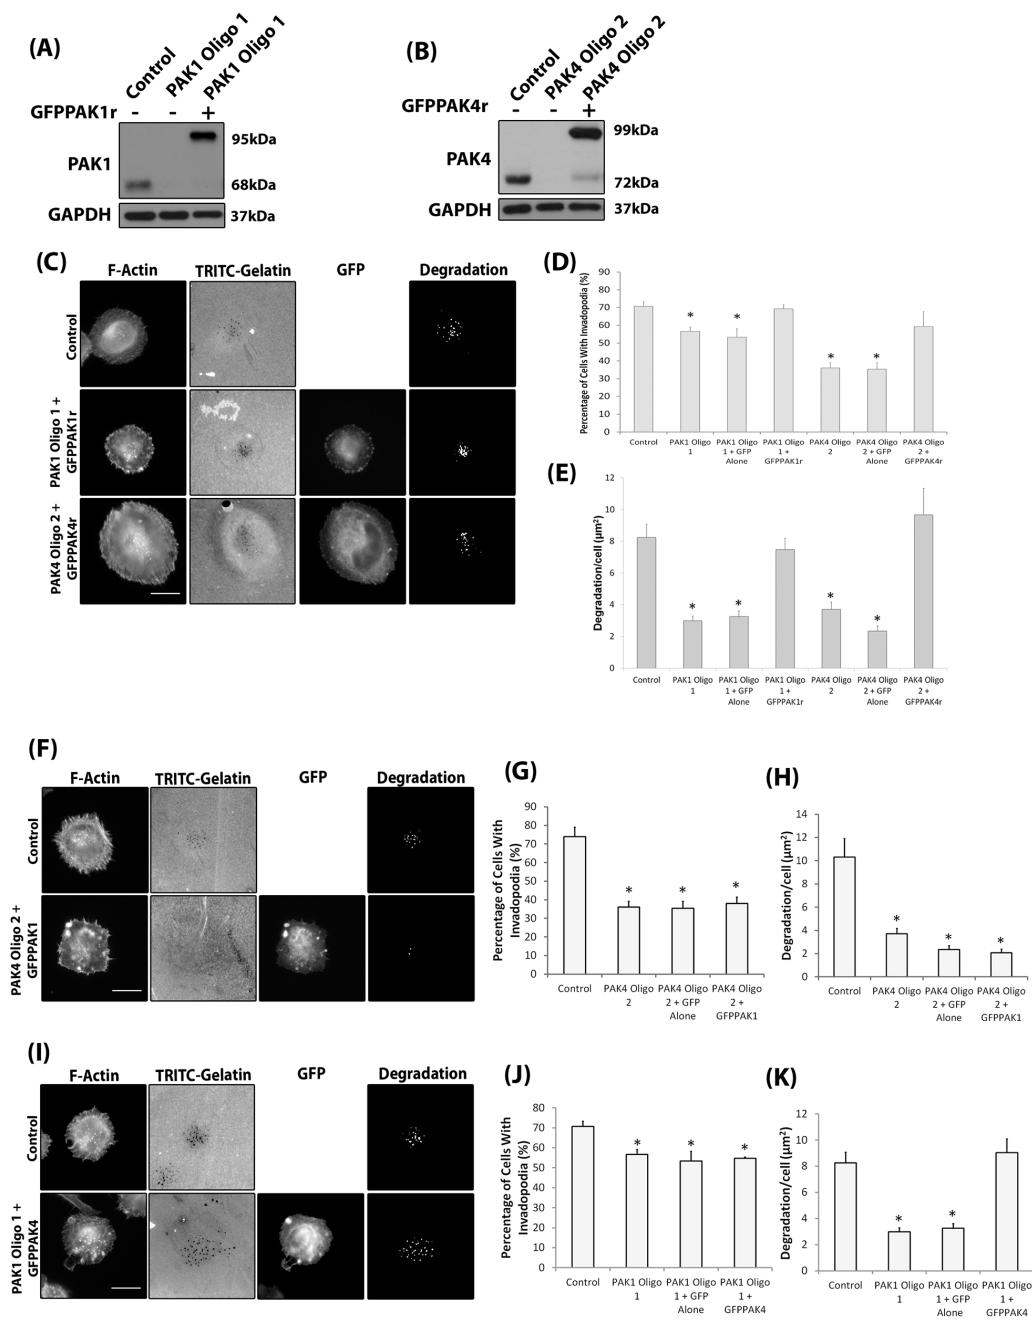 (A)
Control
PAK1 Oligo 1
PAK1 Oligo 1
GFPPAK1r - - +
PAK1
95kDa
68kDa
GAPDH
37kDa
(B)
Control
PAK4 Oligo 2
PAK4 Oligo 2
GFPPAK4r - - +
PAK4
99kDa
72kDa
GAPDH
37kDa
(C)
F-Actin TRITC-Gelatin GFP Degradation
Control
PAK1 Oligo 1 +
GFPPAK1r
PAK4 Oligo 2 +
GFPPAK4r
(D)
Percentage of Cells With Invadopodia (%)
90
80
70
60
50
40
30
20
10
0
* * * *
Control PAK1 Oligo PAK1 Oligo PAK1 Oligo PAK4 Oligo PAK4 Oligo PAK4 Oligo
1 1 + GFP 1 + 2 2 + GFP 2 +
Alone GFPPAK1r Alone GFPPAK4r
(E)
Degradation/cell (µm²)
12
10
8
6
4
2
0
* * * *
Control PAK1 Oligo PAK1 Oligo PAK1 Oligo PAK4 Oligo PAK4 Oligo PAK4 Oligo
1 1 + GFP 1 + 2 2 + GFP 2 +
Alone GFPPAK1r Alone GFPPAK4r
(F)
F-Actin TRITC-Gelatin GFP Degradation
Control
PAK4 Oligo 2 +
GFPPAK1
(G)
Percentage of Cells With
Invadopodia (%)
90
80
70
60
50
40
30
20
10
0
* * *
Control PAK4 Oligo PAK4 Oligo PAK4 Oligo
2 2 + GFP 2 +
Alone GFPPAK1
(H)
Degradation/cell (µm²)
14
12
10
8
6
4
2
0
* * *
Control PAK4 Oligo PAK4 Oligo PAK4 Oligo
2 2 + GFP 2 +
Alone GFPPAK1
(I)
F-Actin TRITC-Gelatin GFP Degradation
Control
PAK1 Oligo 1 +
GFPPAK4
(J)
Percentage of Cells With
Invadopodia (%)
80
70
60
50
40
30
20
10
0
* * *
Control PAK1 Oligo PAK1 Oligo PAK1 Oligo
1 1 + GFP 1 +
Alone GFPPAK4
(K)
Degradation/cell (µm²)
12
10
8
6
4
2
0
* *
Control PAK1 Oligo PAK1 Oligo PAK1 Oligo
1 1 + GFP 1 +
Alone GFPPAK4